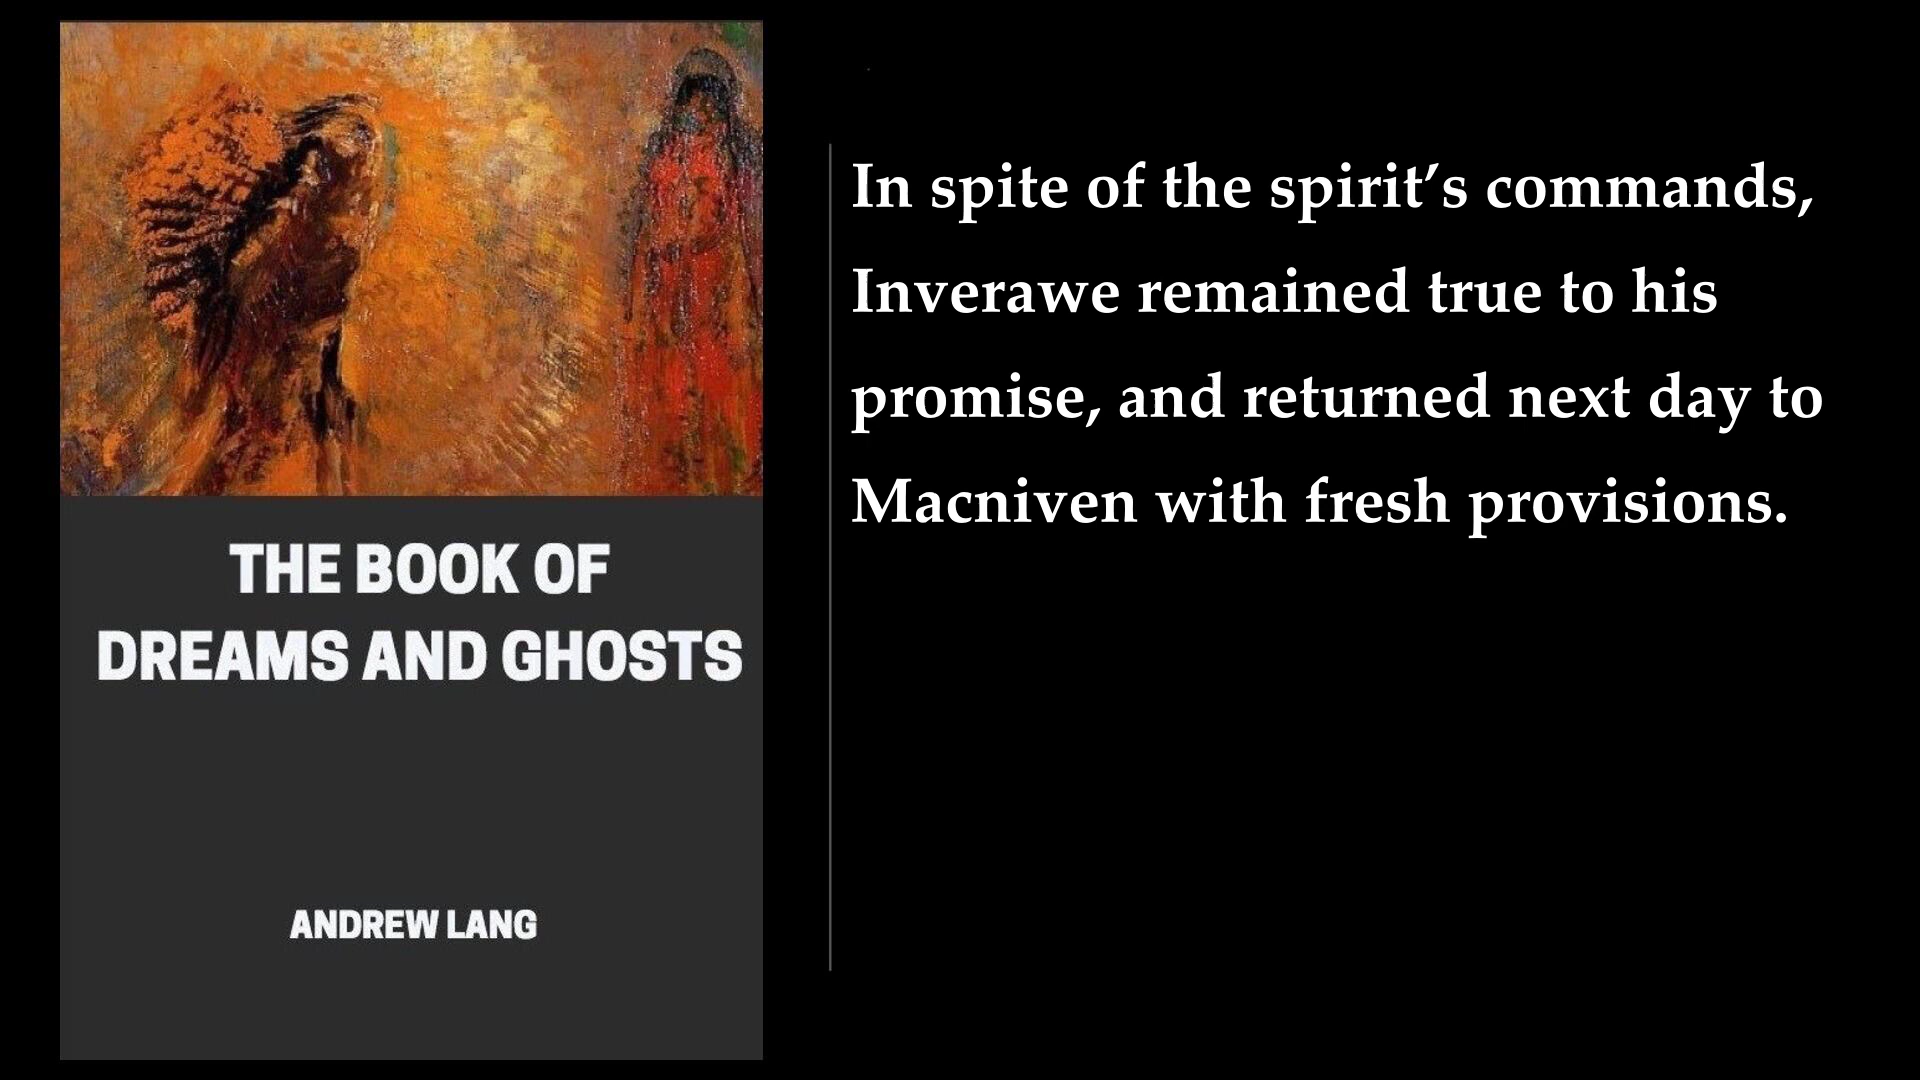 THE BOOK OF
DREAMS AND GHOSTS
ANDREW LANG
In spite of the spirit’s commands,
Inverawe remained true to his
promise, and returned next day to
Macniven with fresh provisions.